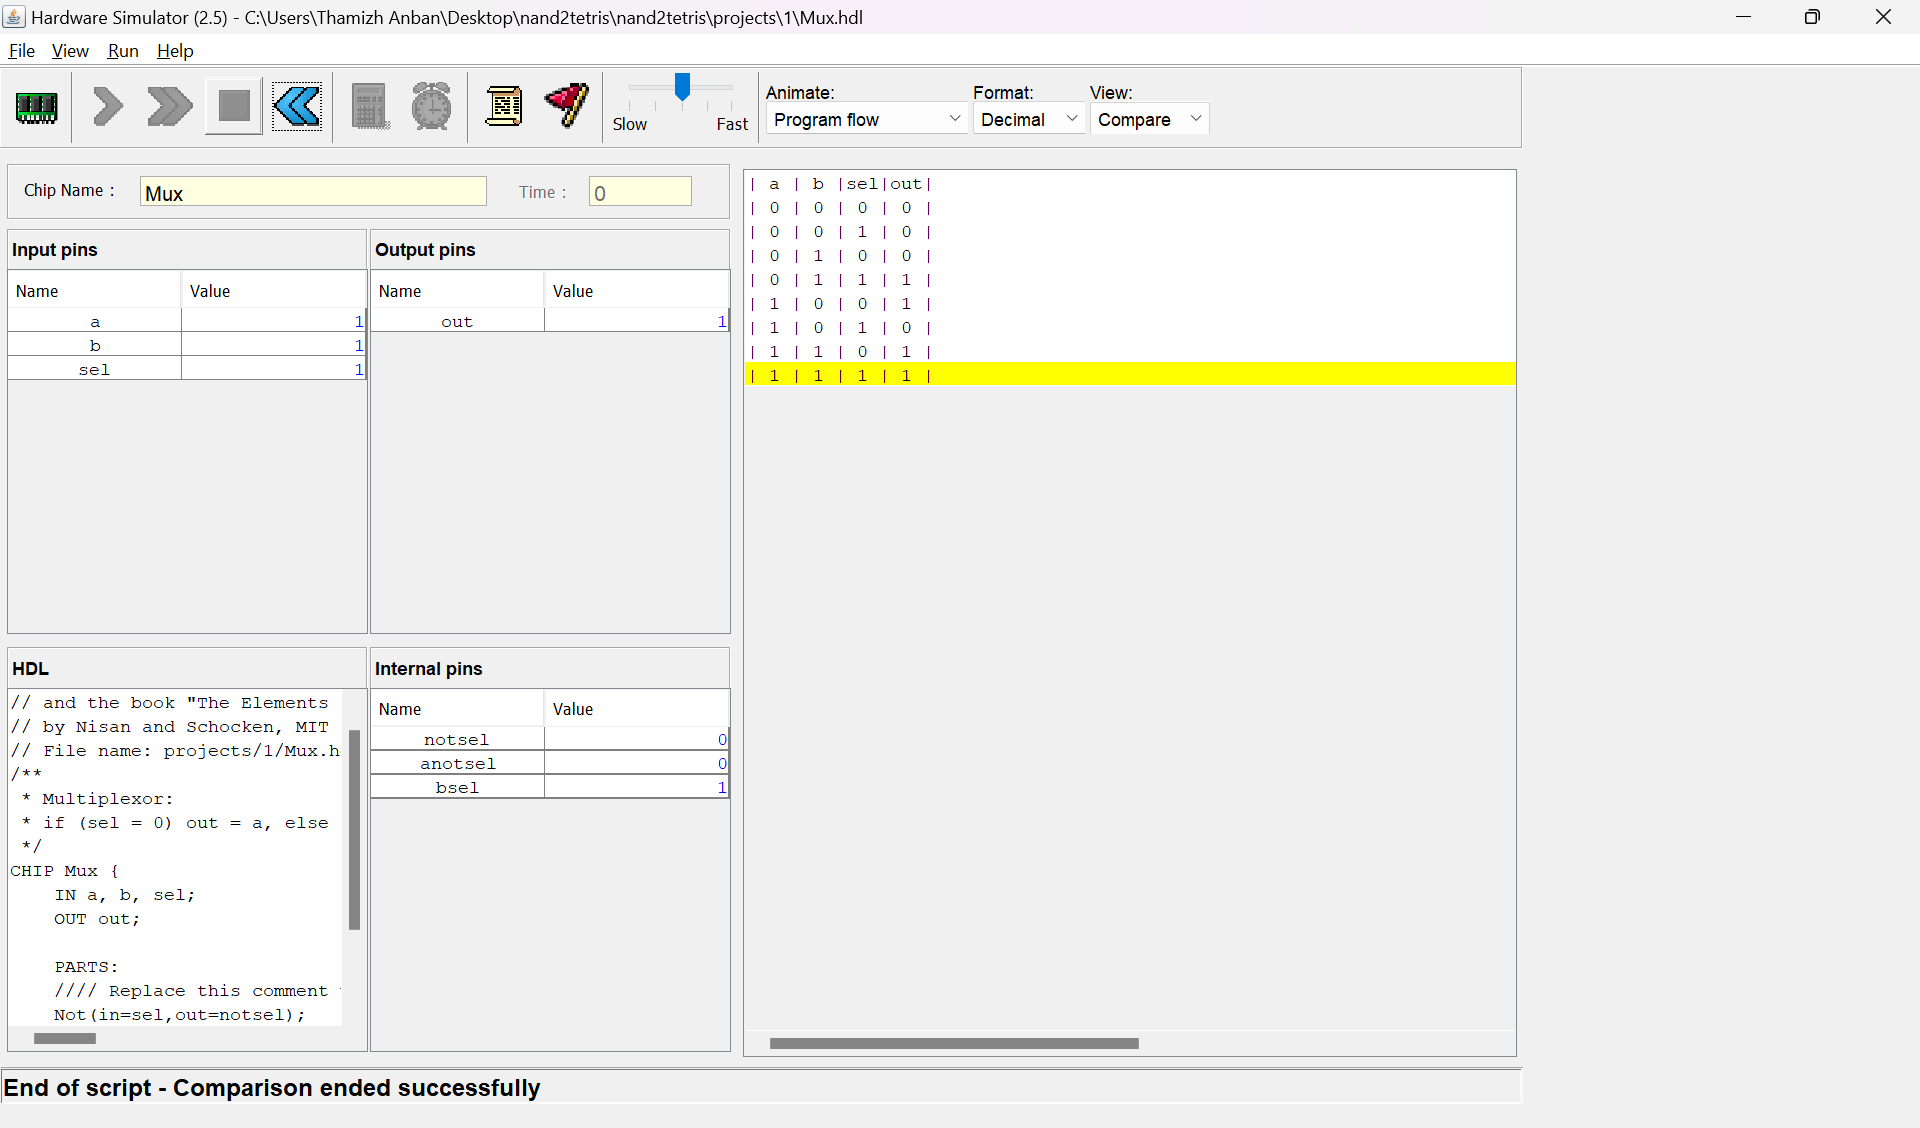 Hardware Simulator (2.5) - C:\Users\Thamizh Anban\Desktop\nand2tetris\nand2tetris\projects\1\Mux.hdl
File View Run Help
Slow Fast
Animate: Format: View:
Program flow Decimal Compare
Chip Name : Mux Time : 0
Input pins
Name Value
a 1
b 1
sel 1
Output pins
Name Value
out 1
HDL
// and the book "The Elements
// by Nisan and Schocken, MIT
// File name: projects/1/Mux.h
/**
* Multiplexor:
* if (sel = 0) out = a, else
*/
CHIP Mux {
IN a, b, sel;
OUT out;
PARTS:
//// Replace this comment
Not(in=sel,out=notsel);
Internal pins
Name Value
notsel 0
anotsel 0
bsel 1
| a | b |sel|out|
| 0 | 0 | 0 | 0 |
| 0 | 0 | 1 | 0 |
| 0 | 1 | 0 | 0 |
| 0 | 1 | 1 | 1 |
| 1 | 0 | 0 | 1 |
| 1 | 0 | 1 | 0 |
| 1 | 1 | 0 | 1 |
| 1 | 1 | 1 | 1 |
End of script - Comparison ended successfully